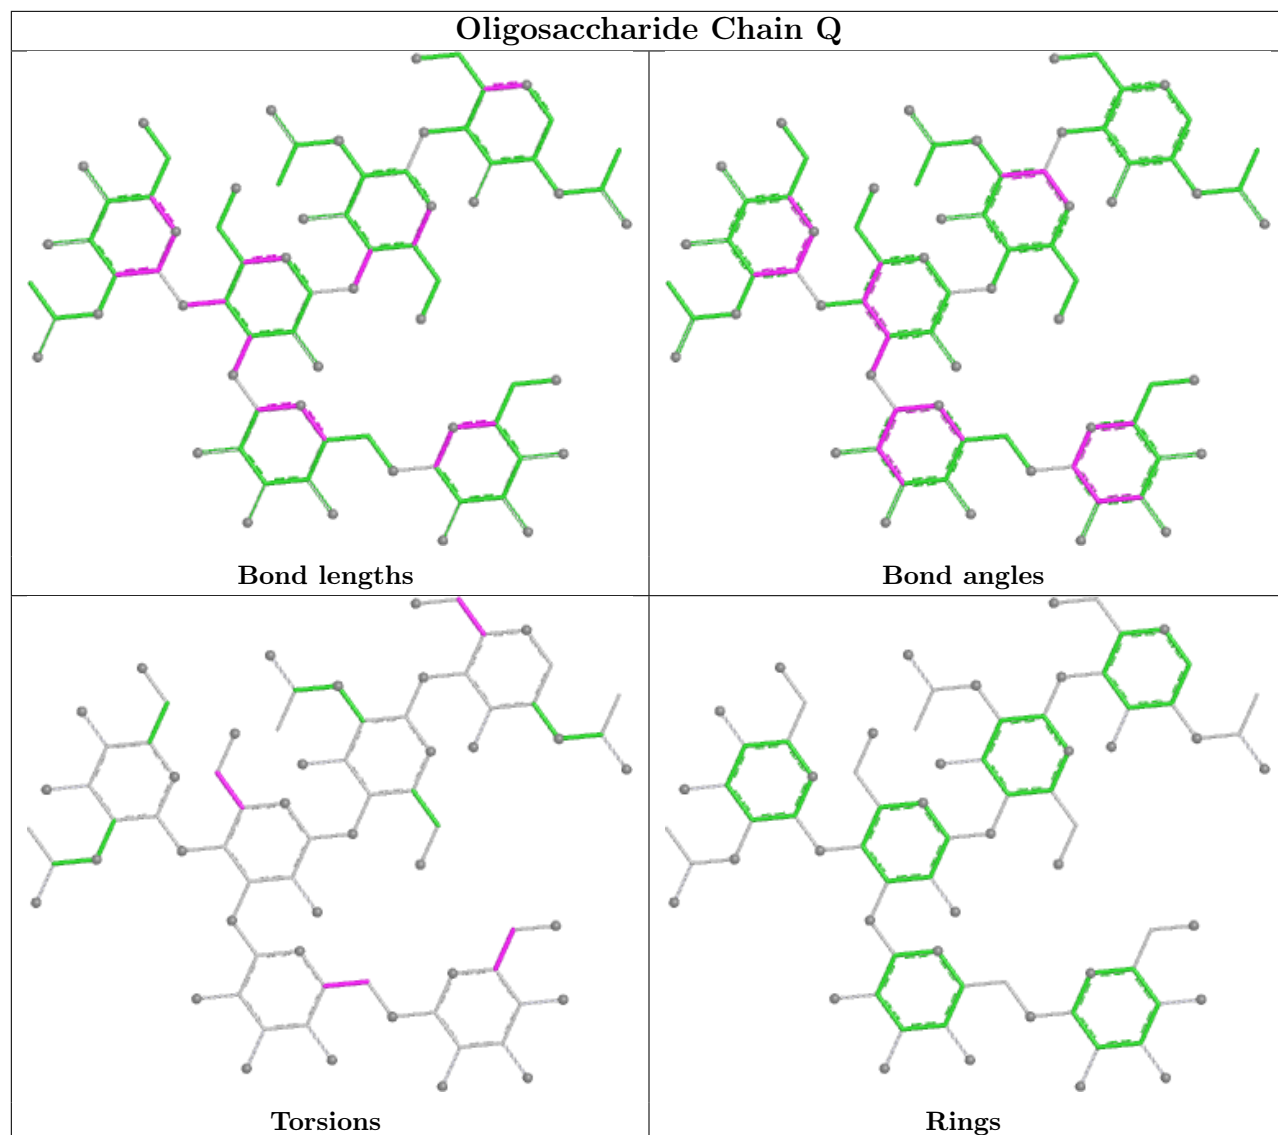 Oligosaccharide Chain Q
Bond lengths
Bond angles
Torsions
Rings